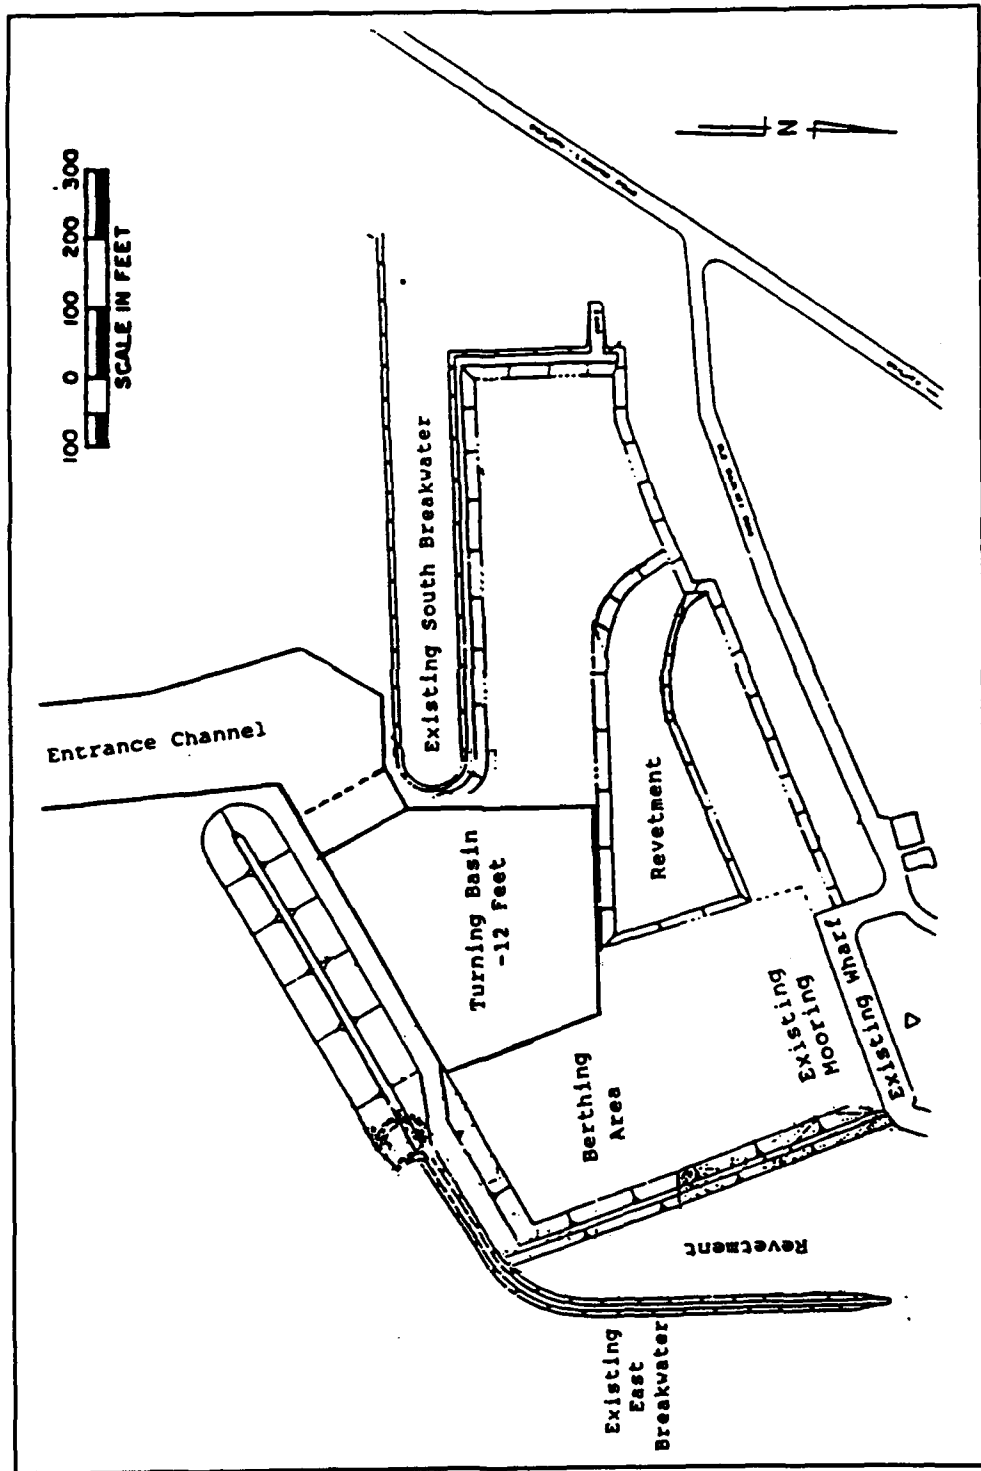 100 0 100 200 300
SCALE IN FEET
N
Entrance Channel
Existing South Breakwater
Turning Basin
-12 Feet
Revetment
Berthing
Area
Existing
Mooring
Existing Wharf
Revetment
Existing
East
Breakwater